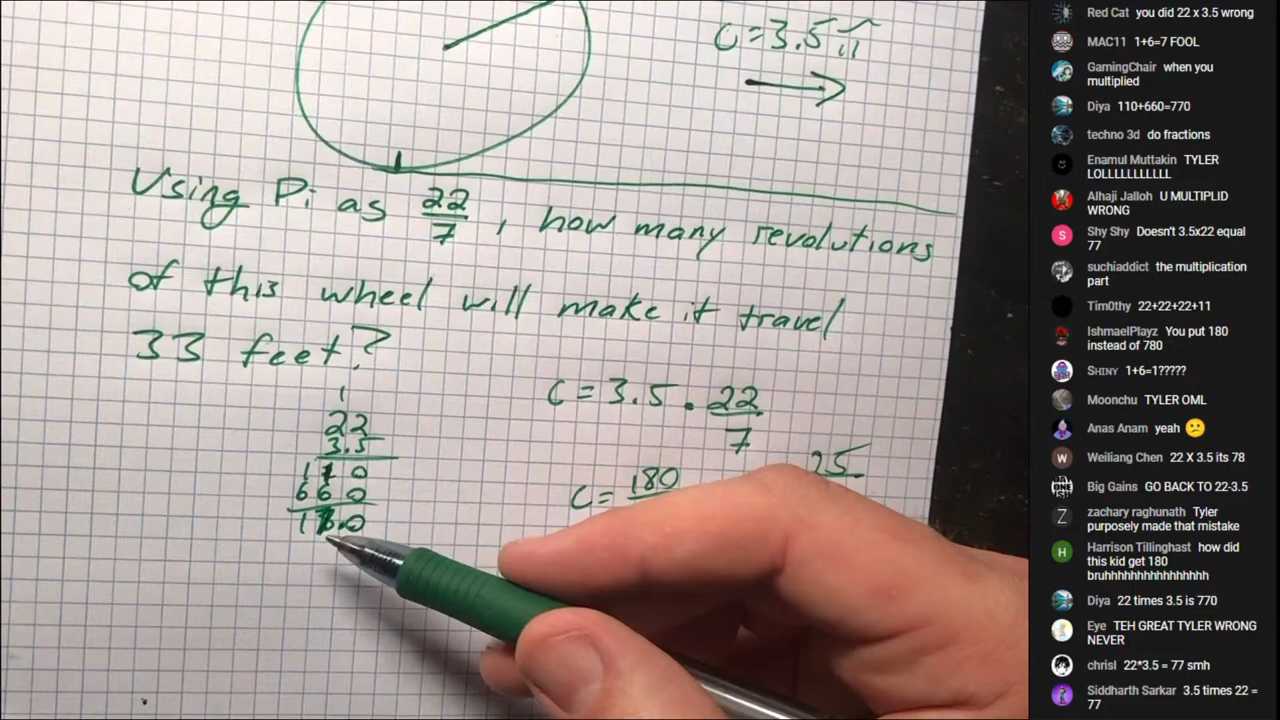 C=3.5π
Using Pi as 22/7, how many revolutions
of this wheel will make it travel
33 feet?
1
22
3.5
110
660
C=3.5·22/7
C=180
25
Red Cat you did 22 x 3.5 wrong
MAC11 1+6=7 FOOL
GamingChair when you
multiplied
Diya 110+660=770
techno 3d do fractions
Enamul Muttakin TYLER
LOLLLLLLLLLL
Alhaji Jalloh U MULTIPLID
WRONG
Shy Shy Doesn't 3.5x22 equal
77
suchiaddict the multiplication
part
Tim0thy 22+22+22+11
IshmaelPlayz You put 180
instead of 780
SHINY 1+6=1?????
Moonchu TYLER OML
Anas Anam yeah 😕
Weiliang Chen 22 X 3.5 its 78
Big Gains GO BACK TO 22-3.5
zachary raghunath Tyler
purposely made that mistake
Harrison Tillinghast how did
this kid get 180
bruhhhhhhhhhhhhhhhh
Diya 22 times 3.5 is 770
Eye TEH GREAT TYLER WRONG
NEVER
chrisl 22*3.5 = 77 smh
Siddharth Sarkar 3.5 times 22 =
77